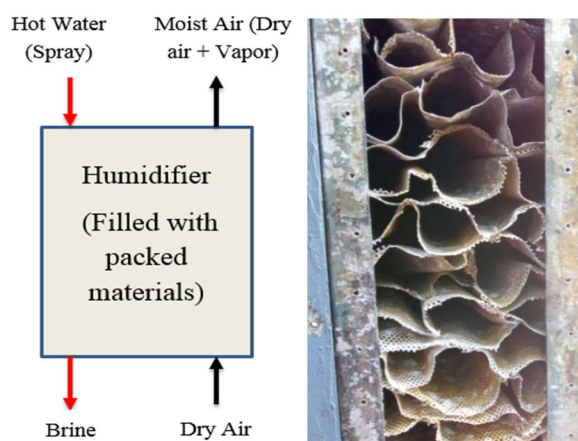 Hot Water
(Spray)
Moist Air (Dry
air + Vapor)
Humidifier
(Filled with
packed
materials)
Brine
Dry Air